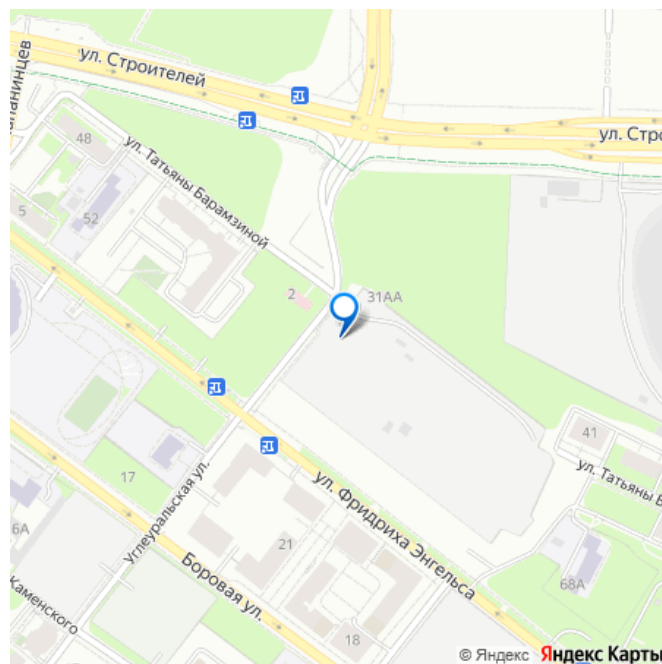 ул. Строителей
ул. Стро
48
ул. Татьяны Барамзиной
5
52
2
31АА
41
ул. Татьяны Б
17
Углеуральская ул.
ул. Фридриха Энгельса
6А
21
Боровая ул.
68А
Каменского
18
© Яндекс Яндекс Карты